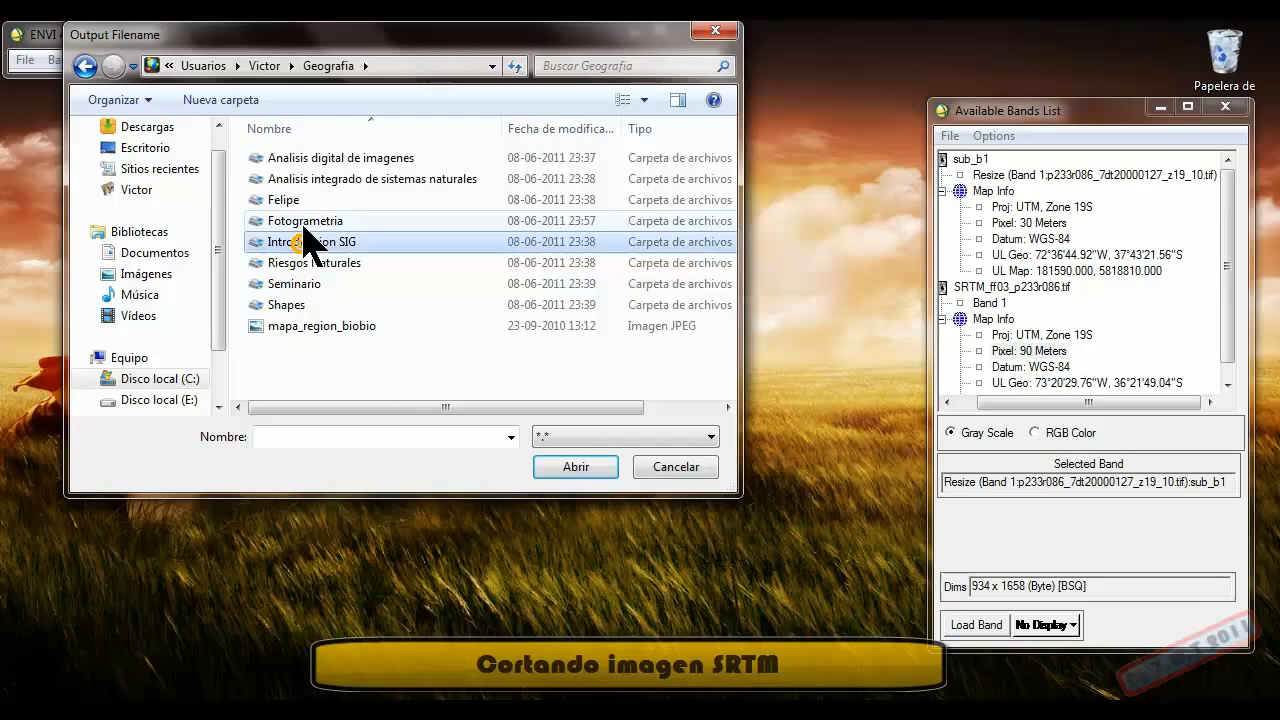 ENVI
File
Output Filename
« Usuarios Victor Geografia
Buscar Geografia
Organizar
Nueva carpeta
Descargas
Escritorio
Sitios recientes
Victor
Bibliotecas
Documentos
Imágenes
Música
Vídeos
Equipo
Disco local (C:)
Disco local (E:)
Nombre Fecha de modifica... Tipo
Analisis digital de imagenes 08-06-2011 23:37 Carpeta de archivos
Analisis integrado de sistemas naturales 08-06-2011 23:38 Carpeta de archivos
Felipe 08-06-2011 23:38 Carpeta de archivos
Fotogrametria 08-06-2011 23:57 Carpeta de archivos
SIG 08-06-2011 23:38 Carpeta de archivos
Riesgos Naturales 08-06-2011 23:38 Carpeta de archivos
Seminario 08-06-2011 23:39 Carpeta de archivos
Shapes 08-06-2011 23:39 Carpeta de archivos
mapa_region_biobio 23-09-2010 13:12 Imagen JPEG
Nombre:
*.*
Abrir
Cancelar
Papelera de
Available Bands List
File Options
sub_b1
Resize (Band 1:p233r086_7dt20000127_z19_10.tif)
Map Info
Proj: UTM, Zone 19S
Pixel: 30 Meters
Datum: WGS-84
UL Geo: 72°36'44.92"W, 37°43'21.56"S
UL Map: 181590.000, 5818810.000
SRTM_ff03_p233r086.tif
Band 1
Map Info
Proj: UTM, Zone 19S
Pixel: 90 Meters
Datum: WGS-84
UL Geo: 73°20'29.76"W, 36°21'49.04"S
Gray Scale RGB Color
Selected Band
Resize (Band 1:p233r086_7dt20000127_z19_10.tif):sub_b1
Dims 934 x 1658 (Byte) [BSQ]
Load Band No Display
Cortando imagen SRTM